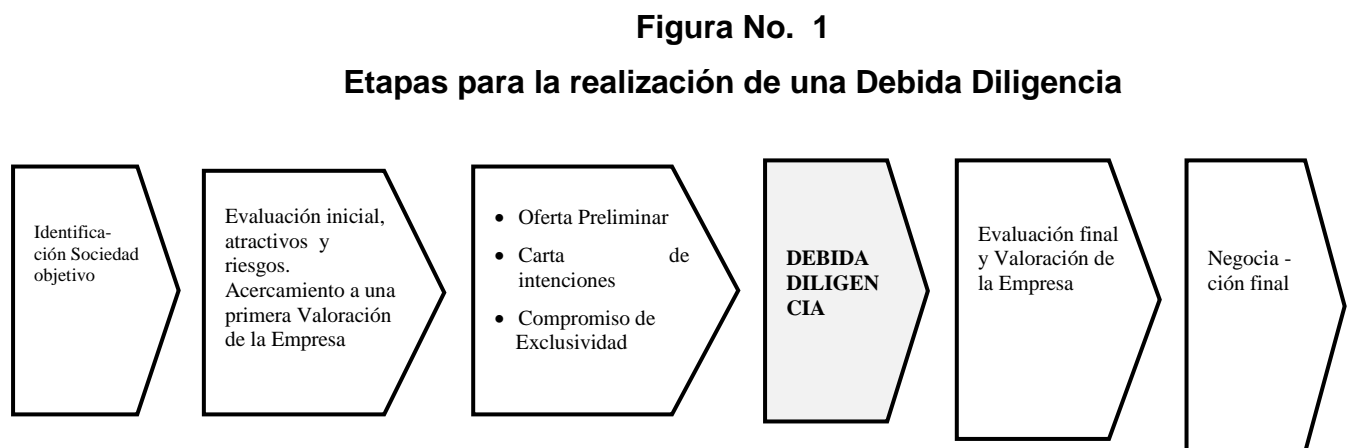 Figura No. 1
Etapas para la realización de una Debida Diligencia
Identifica-
ción Sociedad
objetivo
Evaluación inicial,
atractivos y
riesgos.
Acercamiento a una
primera Valoración
de la Empresa
• Oferta Preliminar
• Carta de
intenciones
• Compromiso de
Exclusividad
DEBIDA
DILIGEN
CIA
Evaluación final
y Valoración de
la Empresa
Negocia -
ción final